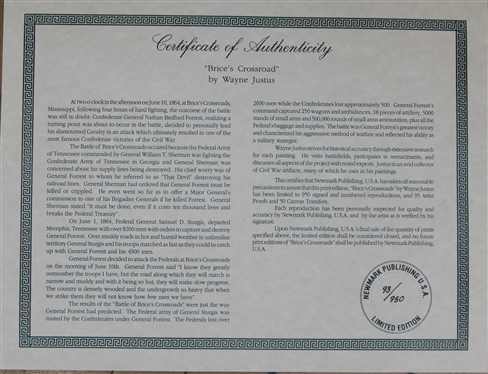 Certificate of Authenticity
"Brice's Crossroad"
by Wayne Justus
At two o'clock in the afternoon on June 10, 1864, at Brice's Crossroads,
Mississippi, following four hours of hard fighting, the outcome of the battle
was still in doubt. Confederate General Nathan Bedford Forrest, realizing a
turning point was about to occur in the battle, decided to personally lead
his dismounted Cavalry in an attack which ultimately resulted in one of the
most famous Confederate victories of the Civil War.
The Battle of Brice's Crossroads occurred because the Federal Army
of Tennessee commanded by General William T. Sherman was fighting the
Confederate Army of Tennessee in Georgia and General Sherman was
concerned about his supply lines being destroyed. His chief worry was of
General Forrest to whom he referred to as "That Devil" destroying his
railroad lines. General Sherman had ordered that General Forrest must be
killed or crippled. He even went so far as to offer a Major General's
commission to one of his Brigadier Generals if he killed Forrest. General
Sherman stated "It must be done, even if it costs ten thousand lives and
breaks the Federal Treasury".
On June 1, 1864, Federal General Samuel D. Sturgis, departed
Memphis, Tennessee with over 8200 men with orders to capture and destroy
General Forrest. Over muddy roads in hot and humid weather in unfamiliar
territory General Sturgis and his troops marched as fast as they could to catch
up with General Forrest and his 4900 men.
General Forrest decided to attack the Federals at Brice's Crossroads
on the morning of June 10th. General Forrest said "I know they greatly
outnumber the troops I have, but the road along which they will march is
narrow and muddy and with it being so hot, they will make slow progress.
The country is densely wooded and the undergrowth so heavy that when
we strike them they will not know how few men we have".
The results of the "Battle of Brice's Crossroads" were just the way
General Forrest had predicted. The Federal army of General Sturgis was
routed by the Confederates under General Forrest. The Federals lost over
2600 men while the Confederates lost approximately 500. General Forrest's
command captured 250 wagons and ambulances, 18 pieces of artillery, 5000
stands of small arms and 500,000 rounds of small arms ammunition, plus all the
Federal's baggage and supplies. The battle was General Forrest's greatest victory
and characterized his aggressive method of warfare and reflected his ability as
a military strategist.
Wayne Justus strives for historical accuracy through extensive research for
each painting. He visits battlefields, participates in reenactments, and
discusses all aspects of the project with noted experts. Justus is an avid collector
of Civil War artifacts, many of which he uses in his paintings.
This certifies that Newmark Publishing, U.S.A. has taken all reasonable
precautions to assure that this print edition, "Brice's Crossroads" by Wayne Justus
has been limited to 950 signed and numbered reproductions, and 95 Artist
Proofs and 50 Canvas Transfers.
Each reproduction has been personally inspected for quality and
accuracy by Newmark Publishing, U.S.A. and by the artist as is verified by his
signature.
Upon Newmark Publishing, U.S.A.'s final sale of the quantity of prints
specified above, the limited edition shall be considered closed, and no future
print editions of "Brice's Crossroads" shall be published by Newmark Publishing,
U.S.A.
NEWMARK PUBLISHING U.S.A.
93/950
LIMITED EDITION